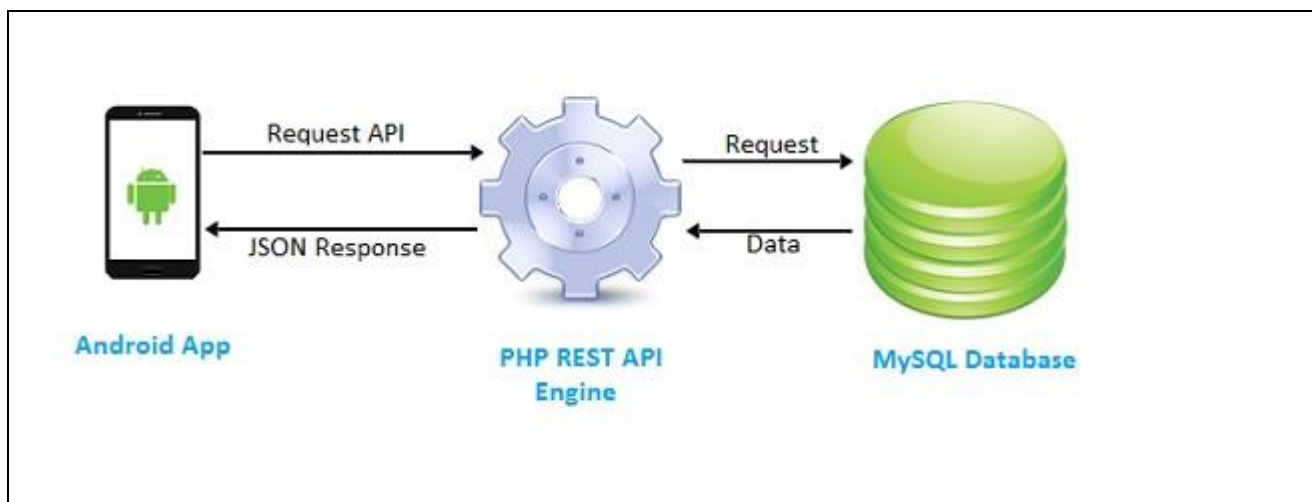 Request API
JSON Response
Request
Data
Android App
PHP REST API
Engine
MySQL Database